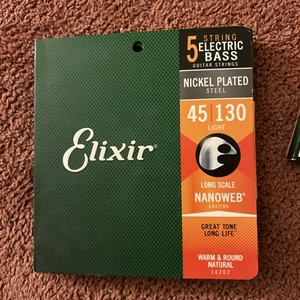 5 STRING
ELECTRIC
BASS
GUITAR STRINGS
NICKEL PLATED
STEEL
45 130
LIGHT
Elixir
LONG SCALE
NANOWEB®
COATING
GREAT TONE
LONG LIFE™
WARM & ROUND
NATURAL
14202